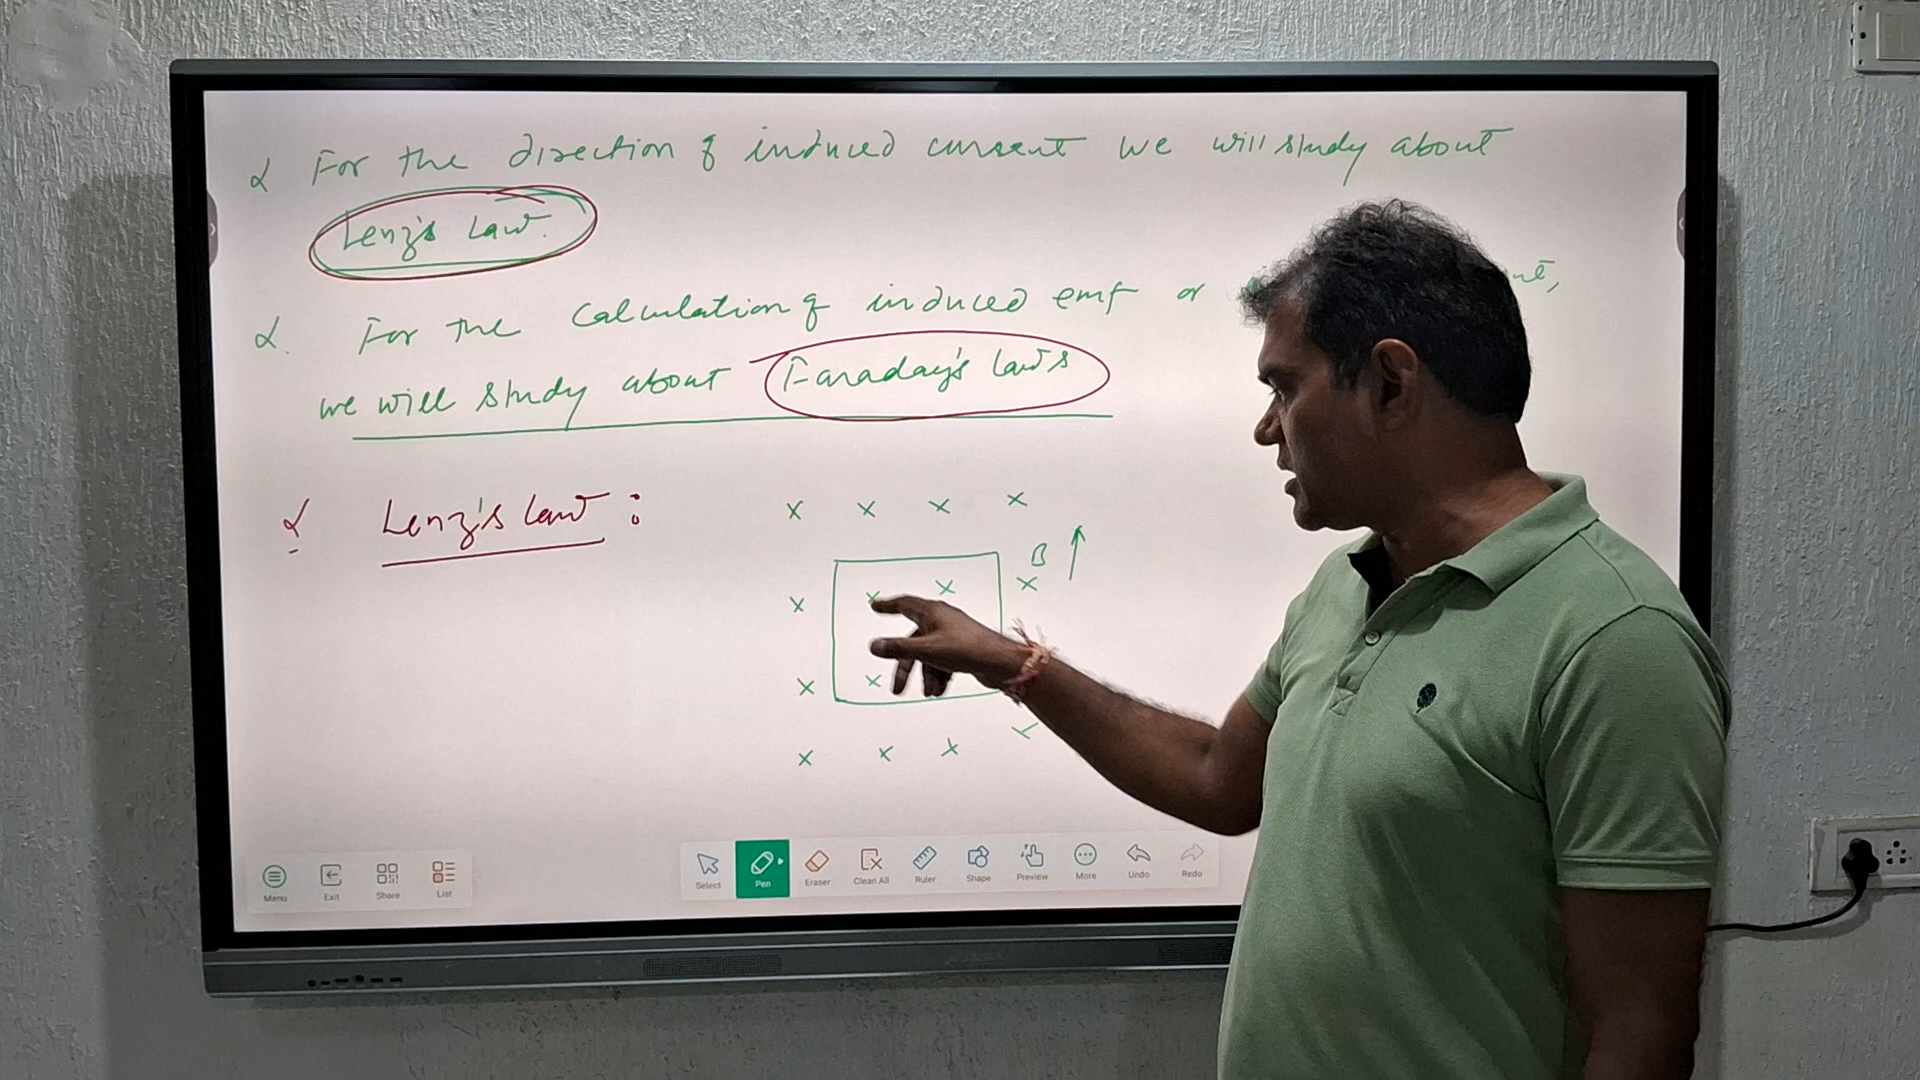 For the direction of induced current we will study about
Lenz's Law.
For the calculation of induced emf or
we will study about Faraday's laws
Lenz's law :
x x x x
B ↑
x x x x
x x
x x x x
Menu Exit Share List Select Pen Eraser Clean All Ruler Shape Preview More Undo Redo